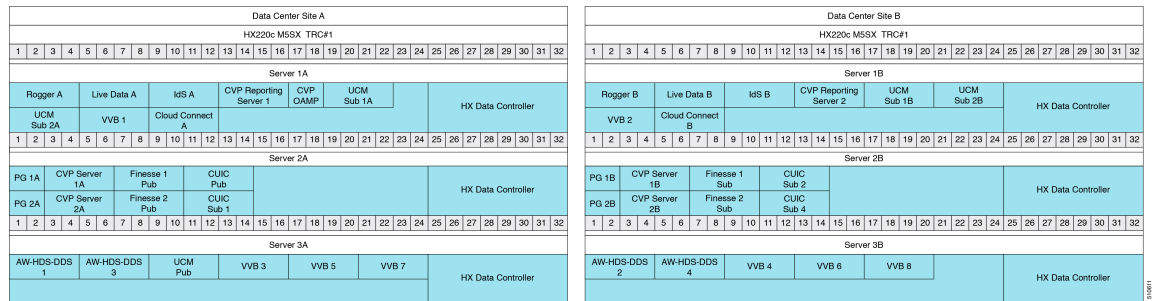 Data Center Site A
HX220c M5SX TRC#1
1 2 3 4 5 6 7 8 9 10 11 12 13 14 15 16 17 18 19 20 21 22 23 24 25 26 27 28 29 30 31 32
Server 1A
Rogger A
Live Data A
IdS A
CVP Reporting
Server 1
CVP
OAMP
UCM
Sub 1A
HX Data Controller
UCM
Sub 2A
VVB 1
Cloud Connect
A
1 2 3 4 5 6 7 8 9 10 11 12 13 14 15 16 17 18 19 20 21 22 23 24 25 26 27 28 29 30 31 32
Server 2A
PG 1A
CVP Server
1A
Finesse 1
Pub
CUIC
Pub
HX Data Controller
PG 2A
CVP Server
2A
Finesse 2
Pub
CUIC
Sub 1
1 2 3 4 5 6 7 8 9 10 11 12 13 14 15 16 17 18 19 20 21 22 23 24 25 26 27 28 29 30 31 32
Server 3A
AW-HDS-DDS
1
AW-HDS-DDS
3
UCM
Pub
VVB 3
VVB 5
VVB 7
HX Data Controller
Data Center Site B
HX220c M5SX TRC#1
1 2 3 4 5 6 7 8 9 10 11 12 13 14 15 16 17 18 19 20 21 22 23 24 25 26 27 28 29 30 31 32
Server 1B
Rogger B
Live Data B
IdS B
CVP Reporting
Server 2
UCM
Sub 1B
UCM
Sub 2B
HX Data Controller
VVB 2
Cloud Connect
B
1 2 3 4 5 6 7 8 9 10 11 12 13 14 15 16 17 18 19 20 21 22 23 24 25 26 27 28 29 30 31 32
Server 2B
PG 1B
CVP Server
1B
Finesse 1
Sub
CUIC
Sub 2
HX Data Controller
PG 2B
CVP Server
2B
Finesse 2
Sub
CUIC
Sub 4
1 2 3 4 5 6 7 8 9 10 11 12 13 14 15 16 17 18 19 20 21 22 23 24 25 26 27 28 29 30 31 32
Server 3B
AW-HDS-DDS
2
AW-HDS-DDS
4
VVB 4
VVB 6
VVB 8
HX Data Controller